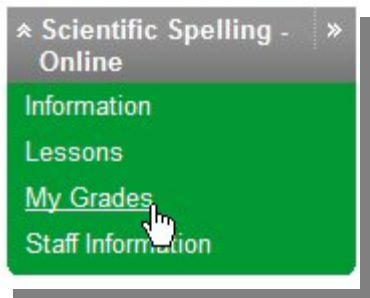 Scientific Spelling -
Online
Information
Lessons
My Grades
Staff Information